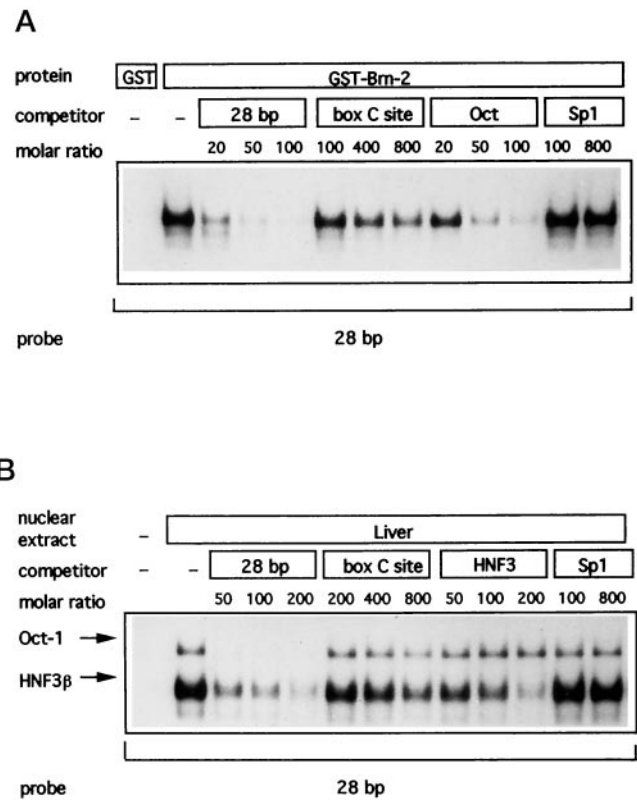 A
protein GST GST-Brn-2
competitor – – 28 bp box C site Oct Sp1
molar ratio 20 50 100 100 400 800 20 50 100 100 800
probe 28 bp
B
nuclear extract – Liver
competitor – – 28 bp box C site HNF3 Sp1
molar ratio 50 100 200 200 400 800 50 100 200 100 800
Oct-1
HNF3β
probe 28 bp